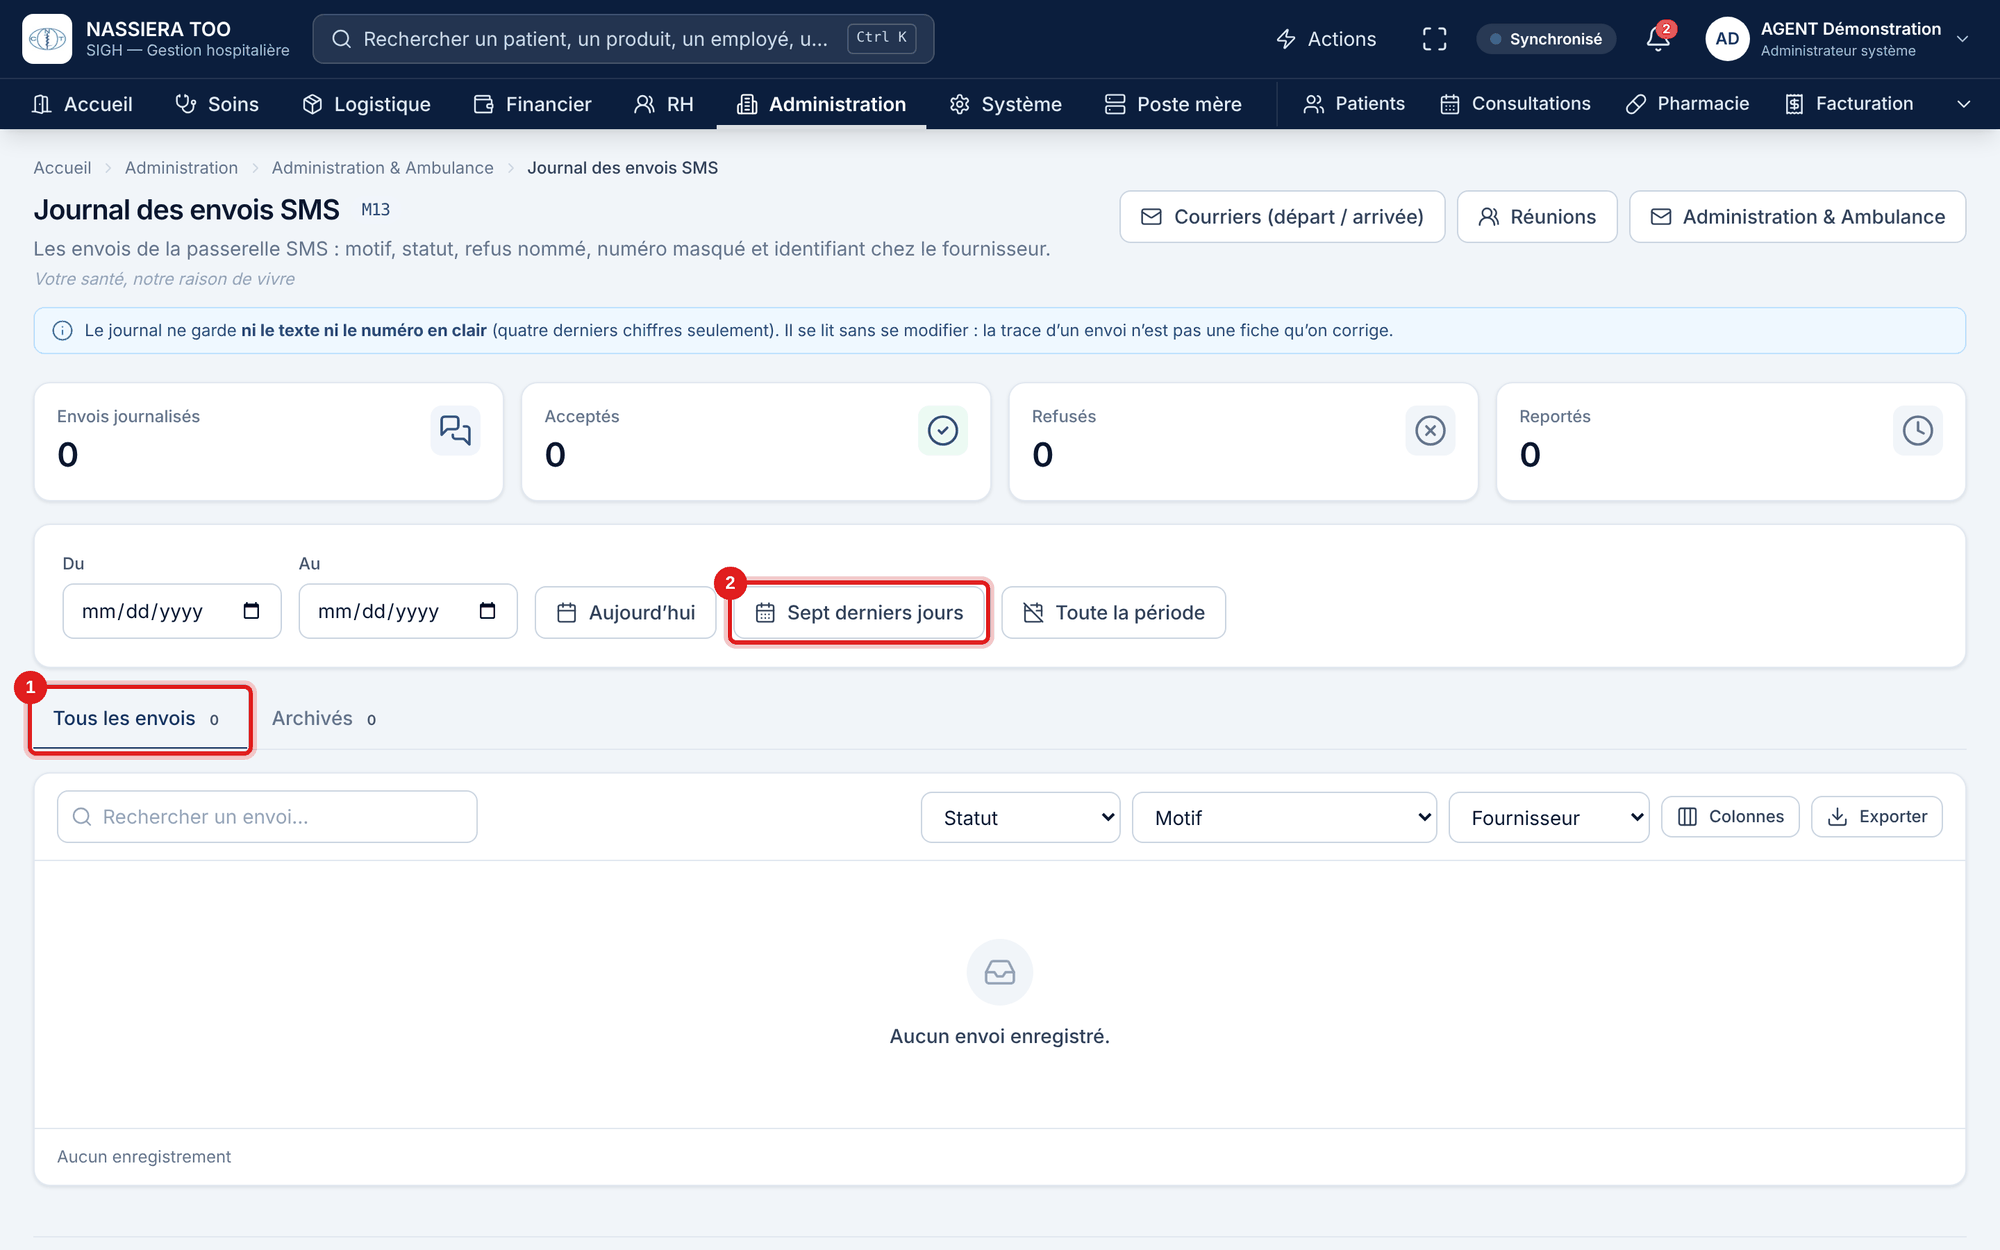 NASSIERA TOO
SIGH — Gestion hospitalière
Rechercher un patient, un produit, un employé, u...
Ctrl K
Actions
Synchronisé
2
AD
AGENT Démonstration
Administrateur système
Accueil
Soins
Logistique
Financier
RH
Administration
Système
Poste mère
Patients
Consultations
Pharmacie
Facturation
Accueil
Administration
Administration & Ambulance
Journal des envois SMS
Journal des envois SMS
M13
Les envois de la passerelle SMS : motif, statut, refus nommé, numéro masqué et identifiant chez le fournisseur.
Votre santé, notre raison de vivre
Courriers (départ / arrivée)
Réunions
Administration & Ambulance
Le journal ne garde ni le texte ni le numéro en clair (quatre derniers chiffres seulement). Il se lit sans se modifier : la trace d’un envoi n’est pas une fiche qu’on corrige.
Envois journalisés
0
Acceptés
0
Refusés
0
Reportés
0
Du
mm/dd/yyyy
Au
mm/dd/yyyy
Aujourd’hui
2
Sept derniers jours
Toute la période
1
Tous les envois 0
Archivés 0
Rechercher un envoi...
Statut
Motif
Fournisseur
Colonnes
Exporter
Aucun envoi enregistré.
Aucun enregistrement